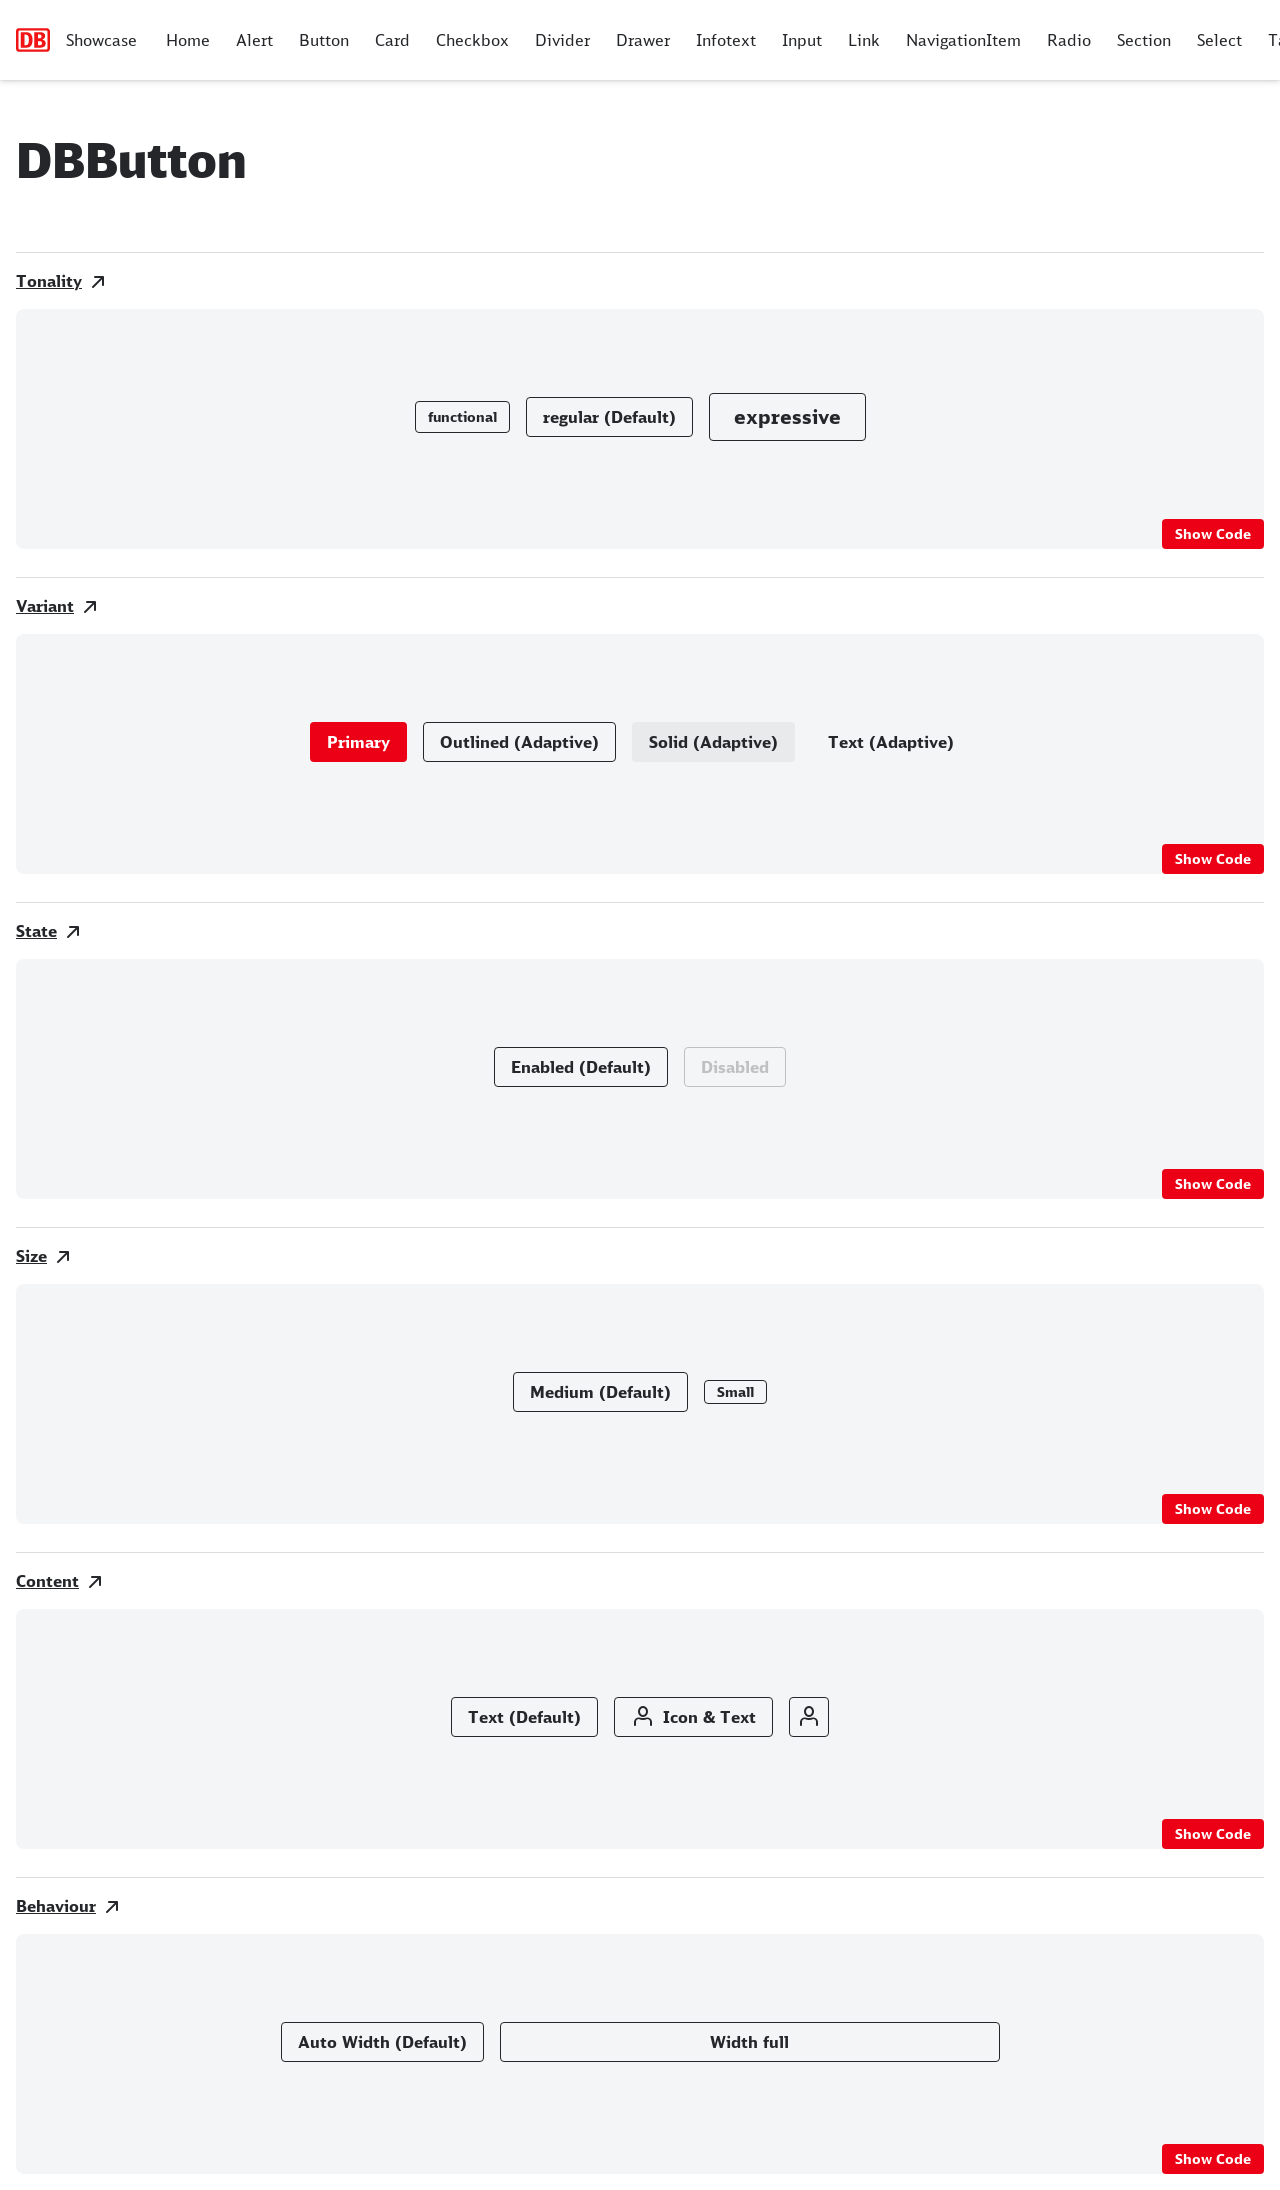 DB Showcase Home Alert Button Card Checkbox Divider Drawer Infotext Input Link NavigationItem Radio Section Select
DBButton
Tonality
functional regular (Default) expressive
Show Code
Variant
Primary Outlined (Adaptive) Solid (Adaptive) Text (Adaptive)
Show Code
State
Enabled (Default) Disabled
Show Code
Size
Medium (Default) Small
Show Code
Content
Text (Default) Icon & Text
Show Code
Behaviour
Auto Width (Default) Width full
Show Code